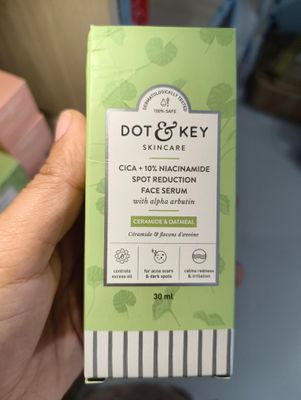 DERMATOLOGICALLY TESTED
100% SAFE
DOT & KEY
SKINCARE
CICA + 10% NIACINAMIDE
SPOT REDUCTION
FACE SERUM
with alpha arbutin
CERAMIDE & OATMEAL
Céramide & flocons d'avoine
controls
excess oil
for acne scars
& dark spots
calms redness
& irritation
30 ml